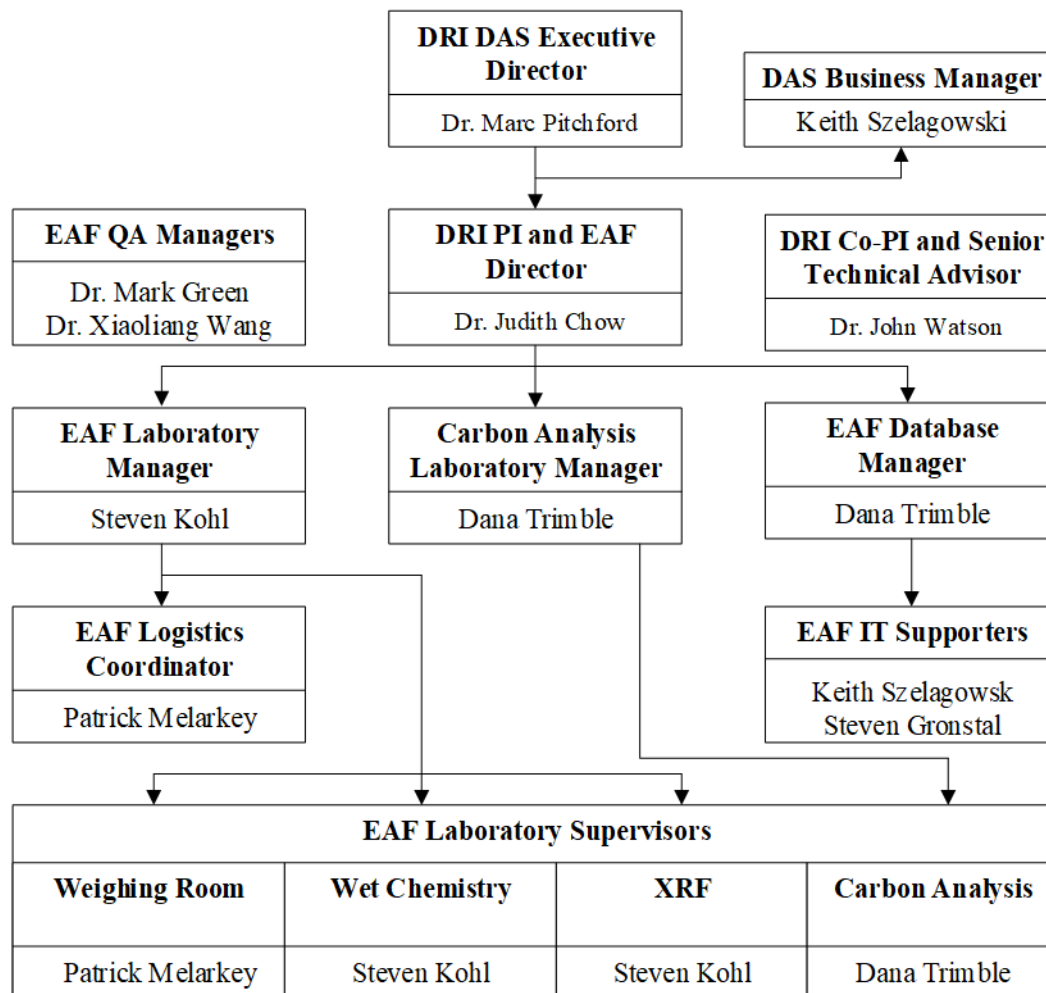 DRI DAS Executive
Director
Dr. Marc Pitchford
DAS Business Manager
Keith Szelagowski
EAF QA Managers
Dr. Mark Green
Dr. Xiaoliang Wang
DRI PI and EAF
Director
Dr. Judith Chow
DRI Co-PI and Senior
Technical Advisor
Dr. John Watson
EAF Laboratory
Manager
Steven Kohl
Carbon Analysis
Laboratory Manager
Dana Trimble
EAF Database
Manager
Dana Trimble
EAF Logistics
Coordinator
Patrick Melarkey
EAF IT Supporters
Keith Szelagowsk
Steven Gronstal
EAF Laboratory Supervisors
Weighing Room
Wet Chemistry
XRF
Carbon Analysis
Patrick Melarkey
Steven Kohl
Steven Kohl
Dana Trimble